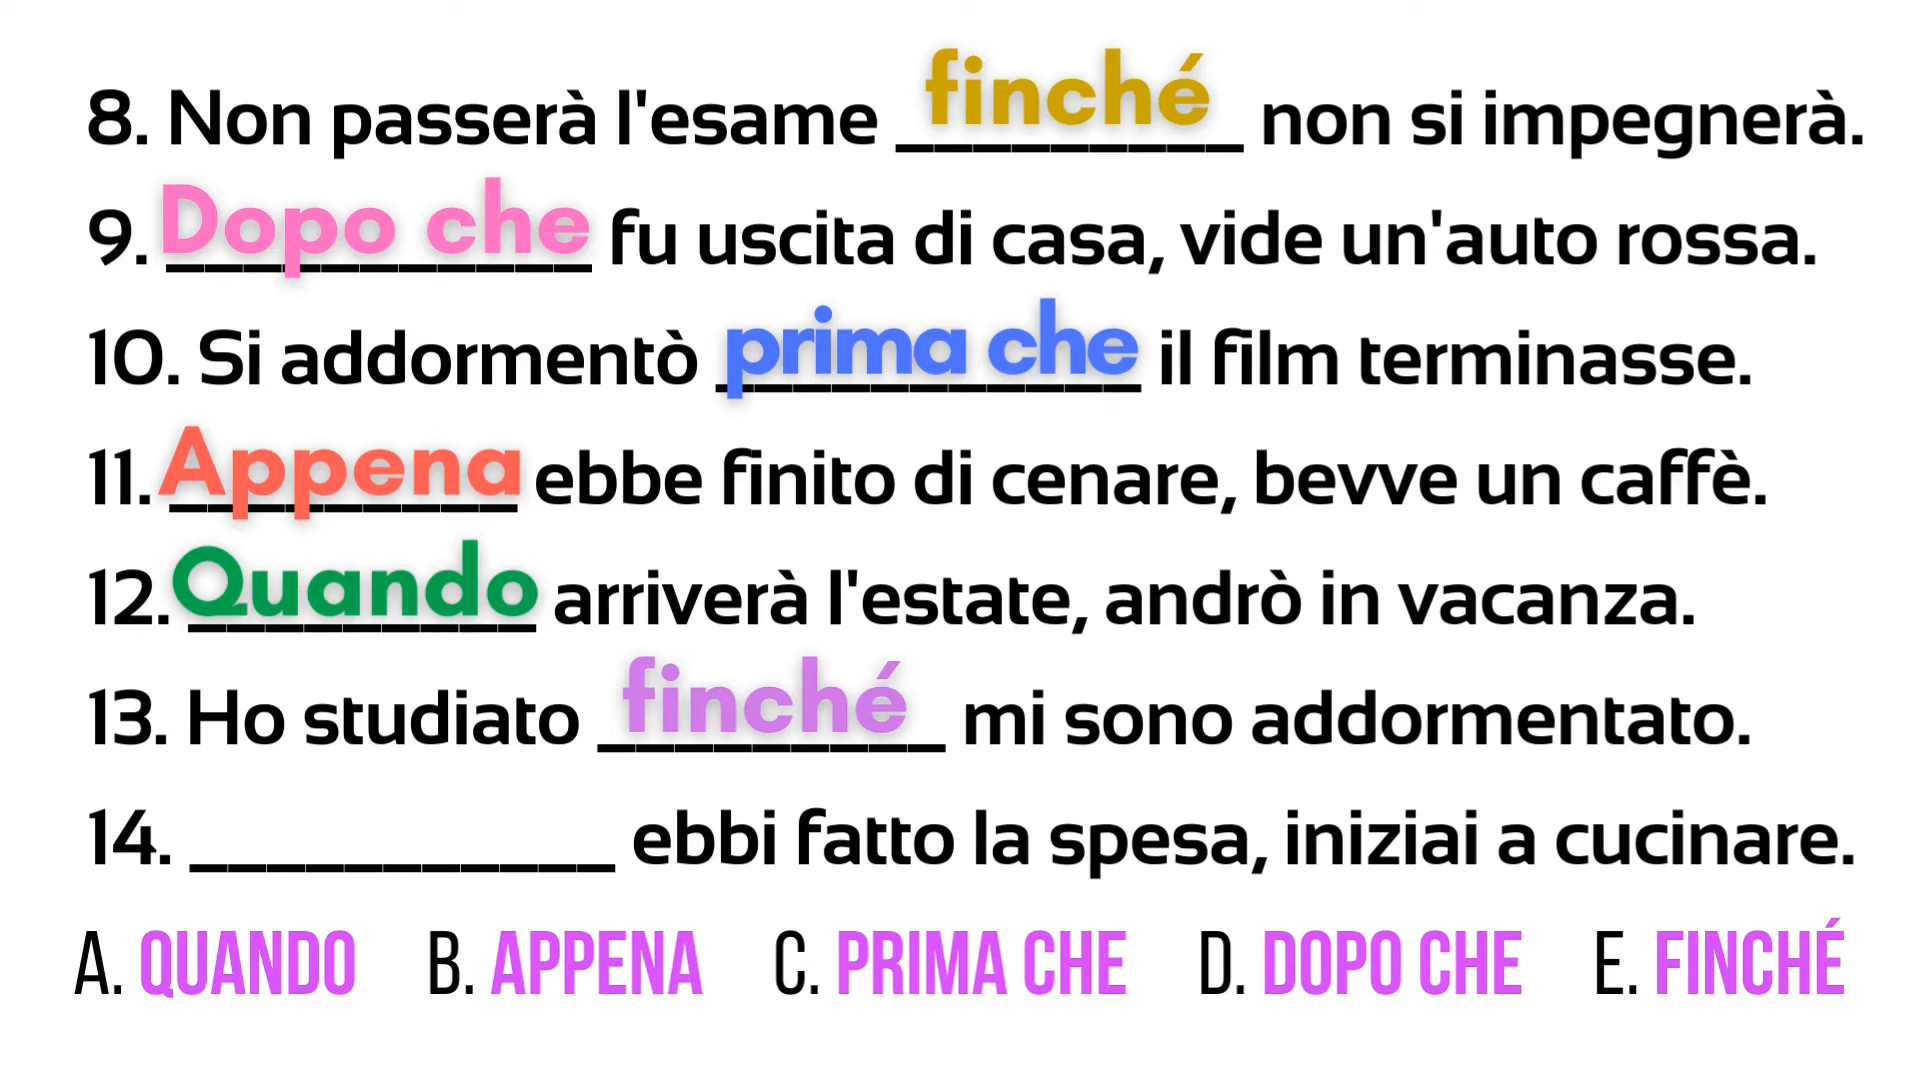 8. Non passerà l'esame finché non si impegnerà.
9. Dopo che fu uscita di casa, vide un'auto rossa.
10. Si addormentò prima che il film terminasse.
11. Appena ebbe finito di cenare, bevve un caffè.
12. Quando arriverà l'estate, andrò in vacanza.
13. Ho studiato finché mi sono addormentato.
14. ___________ ebbi fatto la spesa, iniziai a cucinare.
A. QUANDO B. APPENA C. PRIMA CHE D. DOPO CHE E. FINCHÉ